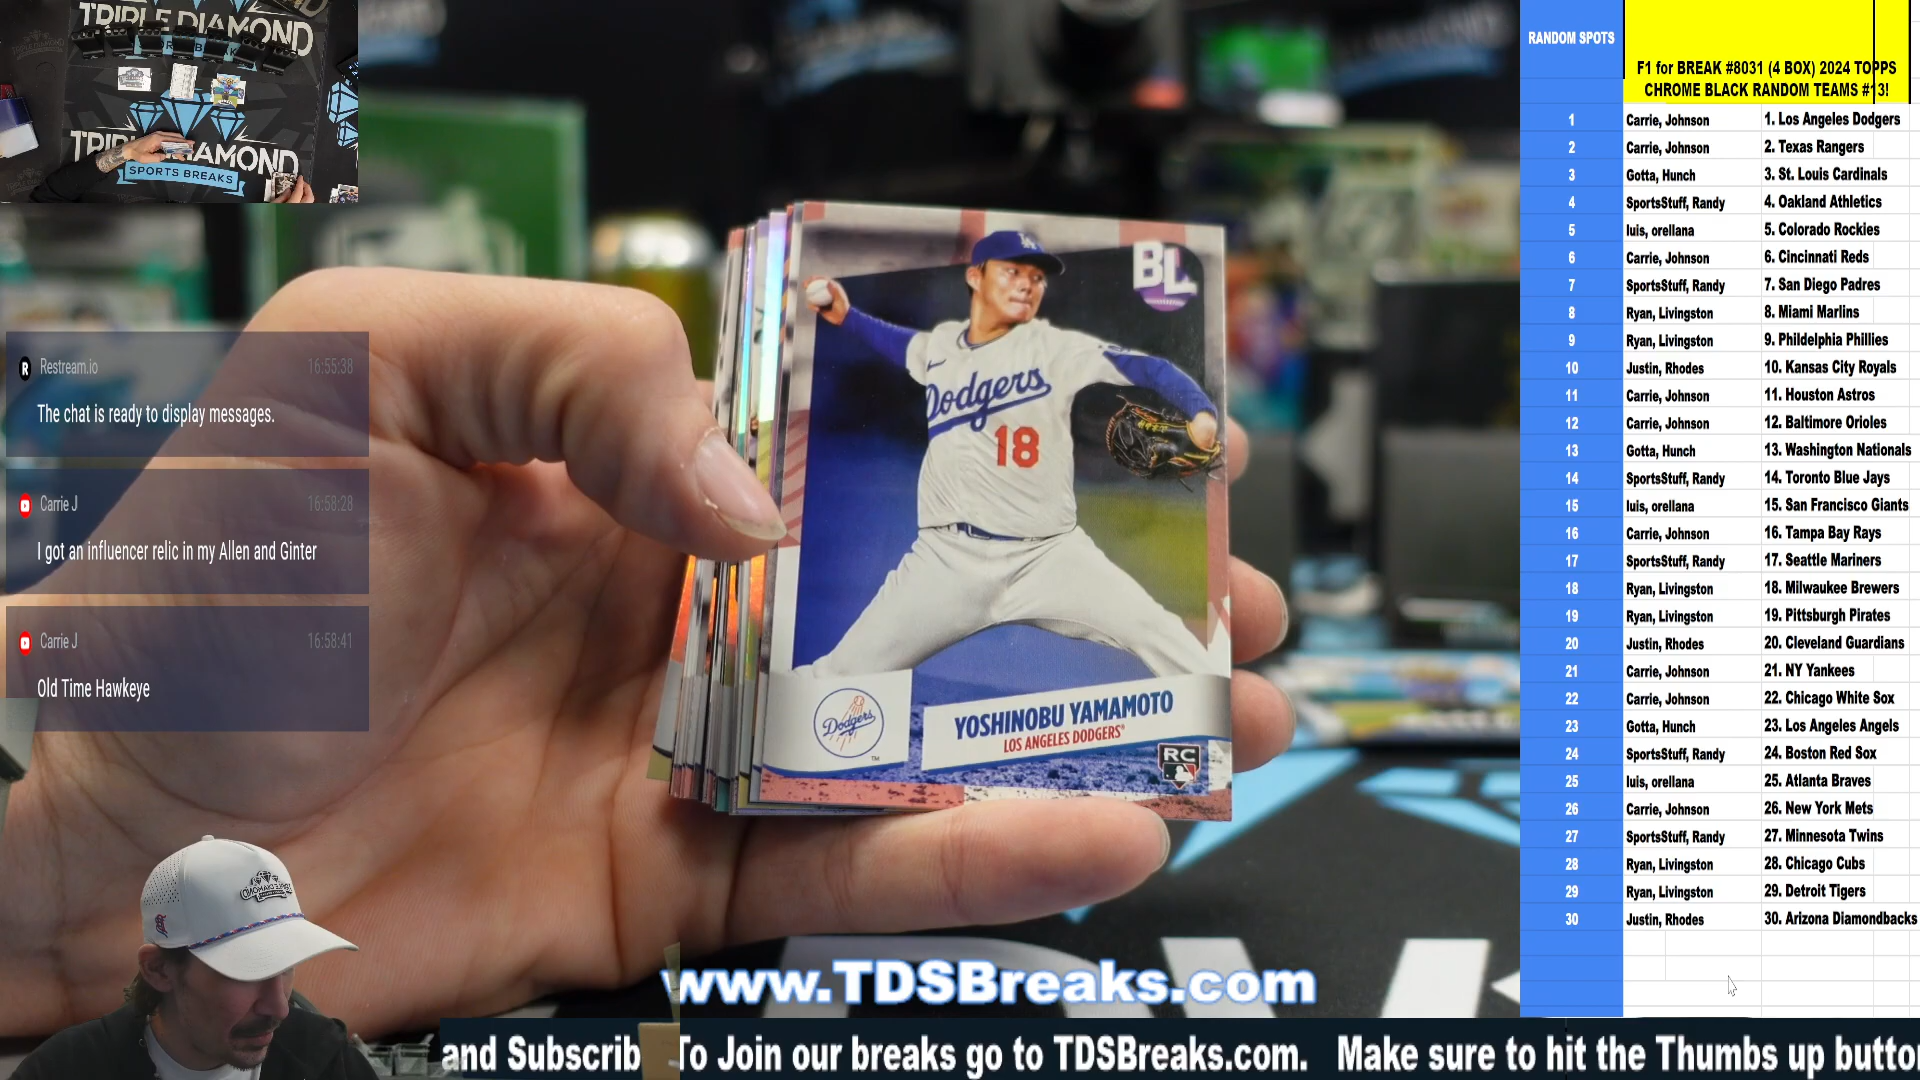 TRIPLE DIAMOND
SPORTS BREAKS
TRIPLE DIAMOND
SPORTS BREAKS
Restream.io 16:55:38
The chat is ready to display messages.
Carrie J 16:58:28
I got an influencer relic in my Allen and Ginter
Carrie J 16:58:41
Old Time Hawkeye
BL
Dodgers
18
Dodgers
TM
YOSHINOBU YAMAMOTO
LOS ANGELES DODGERS®
RC
www.TDSBreaks.com
and Subscrib To Join our breaks go to TDSBreaks.com. Make sure to hit the Thumbs up button
RANDOM SPOTS
F1 for BREAK #8031 (4 BOX) 2024 TOPPS
CHROME BLACK RANDOM TEAMS #13!
1 Carrie, Johnson 1. Los Angeles Dodgers
2 Carrie, Johnson 2. Texas Rangers
3 Gotta, Hunch 3. St. Louis Cardinals
4 SportsStuff, Randy 4. Oakland Athletics
5 luis, orellana 5. Colorado Rockies
6 Carrie, Johnson 6. Cincinnati Reds
7 SportsStuff, Randy 7. San Diego Padres
8 Ryan, Livingston 8. Miami Marlins
9 Ryan, Livingston 9. Phildelphia Phillies
10 Justin, Rhodes 10. Kansas City Royals
11 Carrie, Johnson 11. Houston Astros
12 Carrie, Johnson 12. Baltimore Orioles
13 Gotta, Hunch 13. Washington Nationals
14 SportsStuff, Randy 14. Toronto Blue Jays
15 luis, orellana 15. San Francisco Giants
16 Carrie, Johnson 16. Tampa Bay Rays
17 SportsStuff, Randy 17. Seattle Mariners
18 Ryan, Livingston 18. Milwaukee Brewers
19 Ryan, Livingston 19. Pittsburgh Pirates
20 Justin, Rhodes 20. Cleveland Guardians
21 Carrie, Johnson 21. NY Yankees
22 Carrie, Johnson 22. Chicago White Sox
23 Gotta, Hunch 23. Los Angeles Angels
24 SportsStuff, Randy 24. Boston Red Sox
25 luis, orellana 25. Atlanta Braves
26 Carrie, Johnson 26. New York Mets
27 SportsStuff, Randy 27. Minnesota Twins
28 Ryan, Livingston 28. Chicago Cubs
29 Ryan, Livingston 29. Detroit Tigers
30 Justin, Rhodes 30. Arizona Diamondbacks